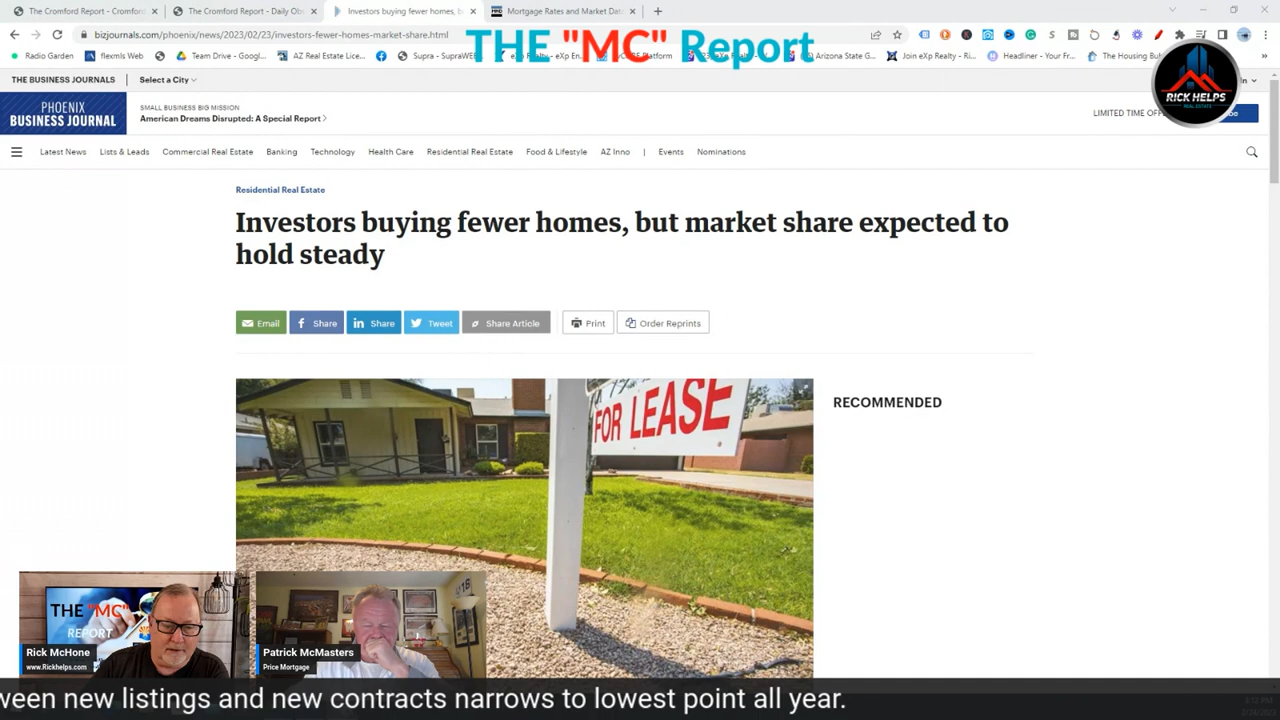 The Cromford Report - Cromfor
The Cromford Report - Daily Ob
Investors buying fewer homes, b
Mortgage Rates and Market Dat
bizjournals.com/phoenix/news/2023/02/23/investors-fewer-homes-market-share.html
THE "MC" Report
Radio Garden
flexmls Web
Team Drive - Googl...
AZ Real Estate Lice...
Supra - SupraWEB
Arizona State G...
Join eXp Realty - Ri...
Headliner - Your Fr...
The Housing Bu
THE BUSINESS JOURNALS
Select a City
RICK HELPS
REAL ESTATE
PHOENIX
BUSINESS JOURNAL
SMALL BUSINESS BIG MISSION
American Dreams Disrupted: A Special Report
LIMITED TIME
Latest News
Lists & Leads
Commercial Real Estate
Banking
Technology
Health Care
Residential Real Estate
Food & Lifestyle
AZ Inno
Events
Nominations
Residential Real Estate
Investors buying fewer homes, but market share expected to
hold steady
Email
Share
Share
Tweet
Share Article
Print
Order Reprints
FOR LEASE
RECOMMENDED
THE "MC"
REPORT
Rick McHone
www.Rickhelps.com
Patrick McMasters
Price Mortgage
ween new listings and new contracts narrows to lowest point all year.